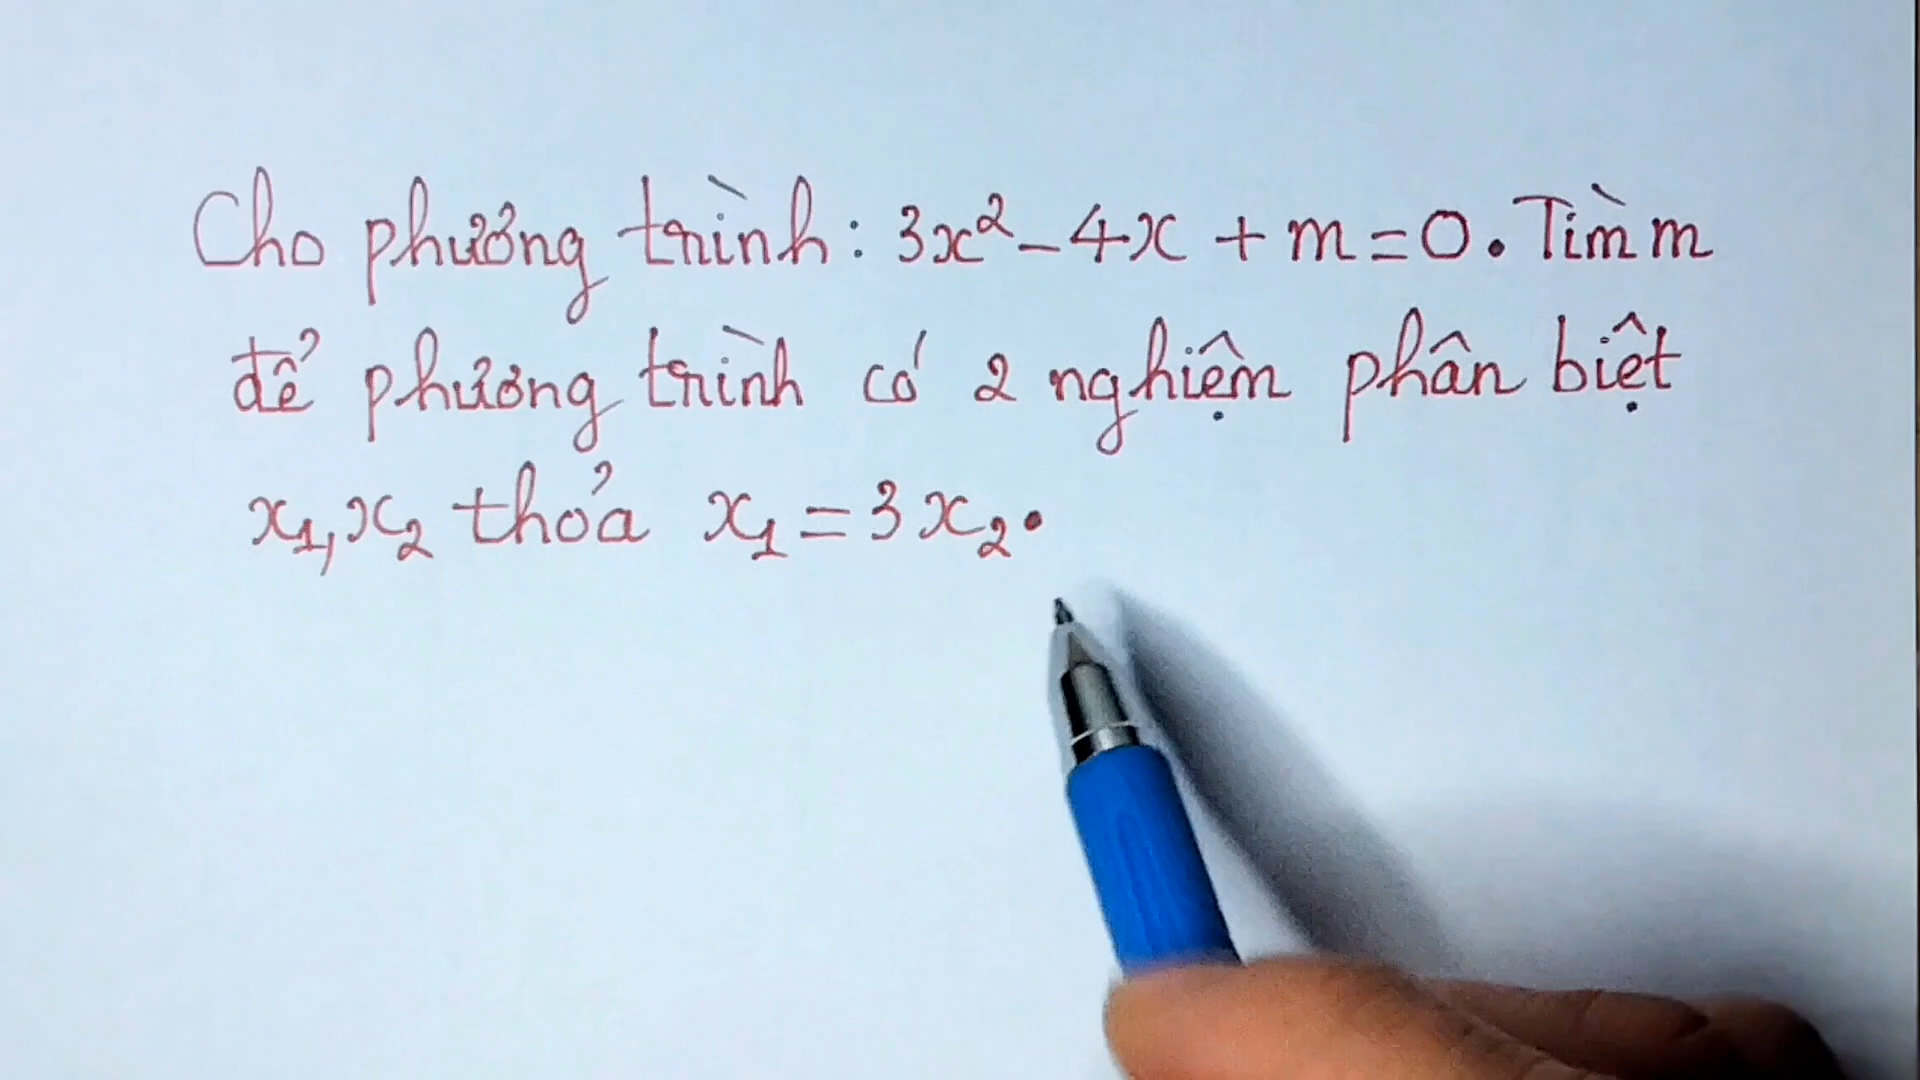 Cho phương trình: 3x² - 4x + m = 0. Tìm m
để phương trình có 2 nghiệm phân biệt
x₁, x₂ thỏa x₁ = 3x₂.